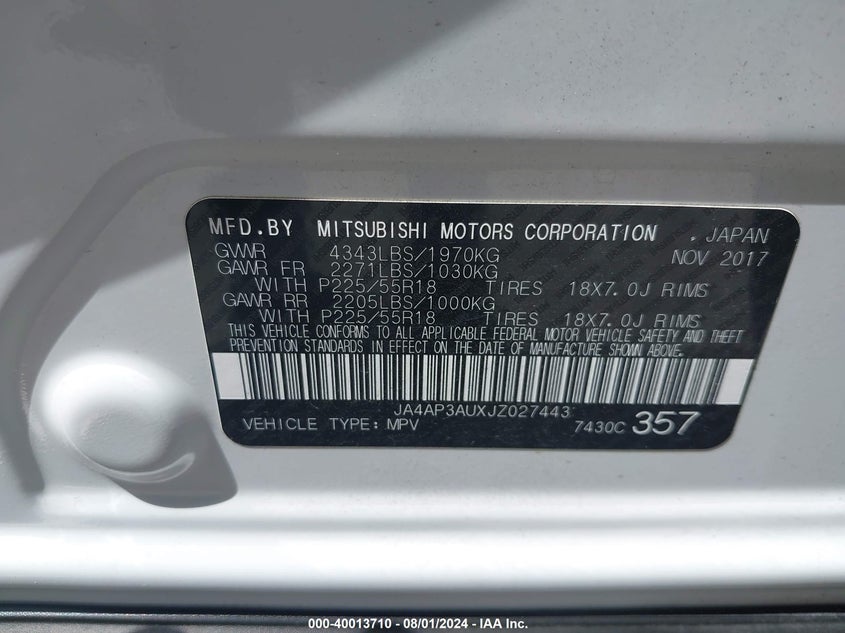 MFD.BY MITSUBISHI MOTORS CORPORATION . JAPAN
GVWR 4343LBS/1970KG NOV 2017
GAWR FR 2271LBS/1030KG
WITH P225/55R18 TIRES 18X7.0J RIMS
GAWR RR 2205LBS/1000KG
WITH P225/55R18 TIRES 18X7.0J RIMS
THIS VEHICLE CONFORMS TO ALL APPLICABLE FEDERAL MOTOR VEHICLE SAFETY AND THEFT
PREVENTION STANDARDS IN EFFECT ON THE DATE OF MANUFACTURE SHOWN ABOVE.
JA4AP3AUXJZ027443
VEHICLE TYPE: MPV 7430C 357
000-40013710 - 08/01/2024 - IAA Inc.